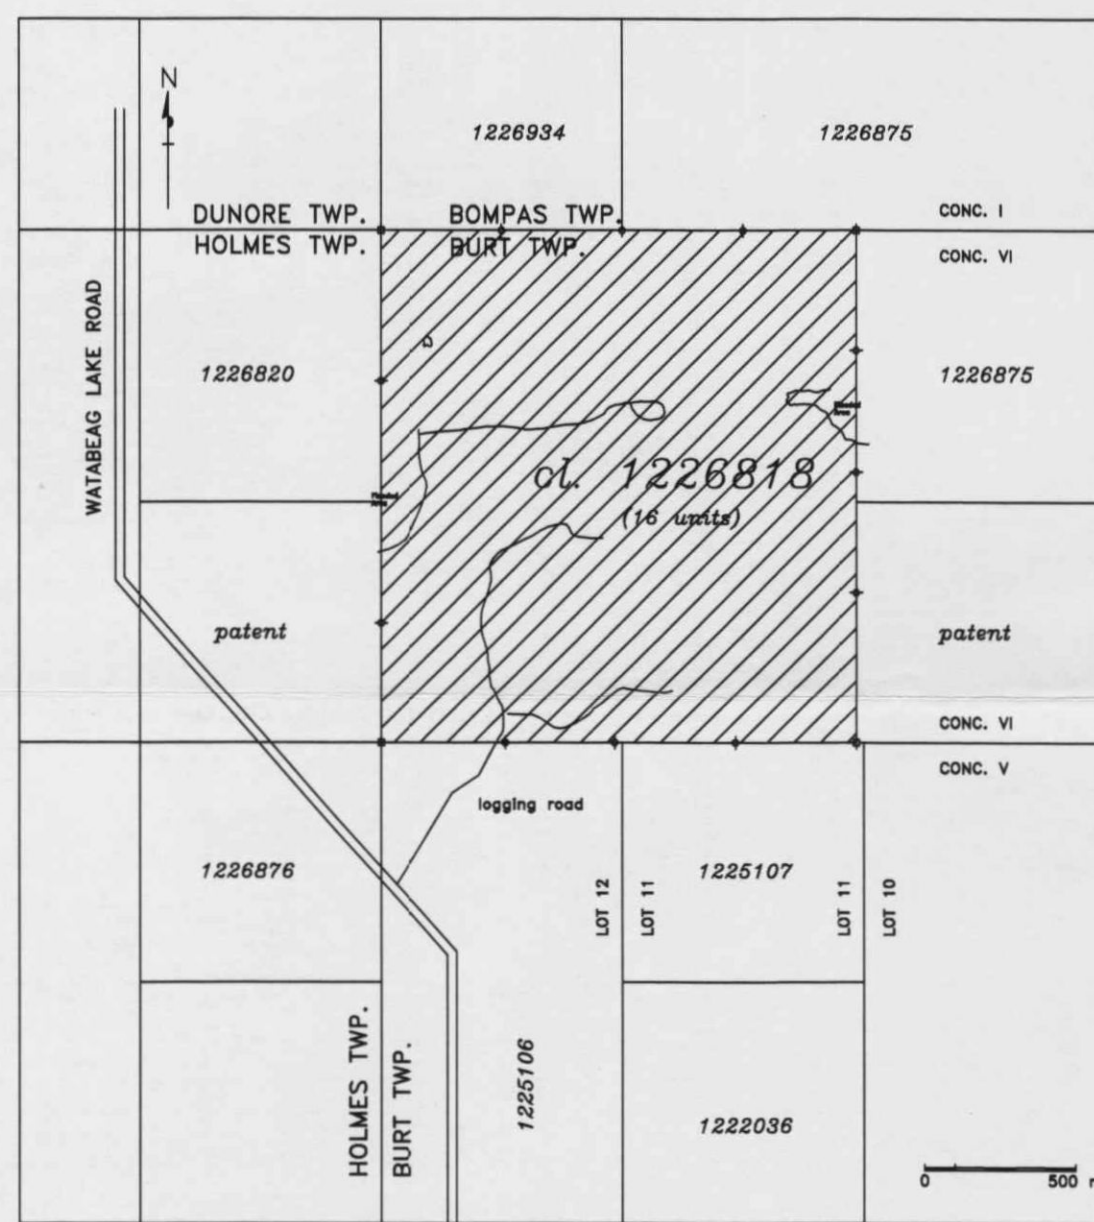 N
1226934
1226875
DUNORE TWP.
BOMPAS TWP.
CONC. I
HOLMES TWP.
BURT TWP.
CONC. VI
WATABEAG LAKE ROAD
1226820
1226875
cl. 1226818
(16 units)
patent
patent
CONC. VI
CONC. V
logging road
1226876
1225107
LOT 12
LOT 11
LOT 11
LOT 10
HOLMES TWP.
BURT TWP.
1225106
1222036
0
500